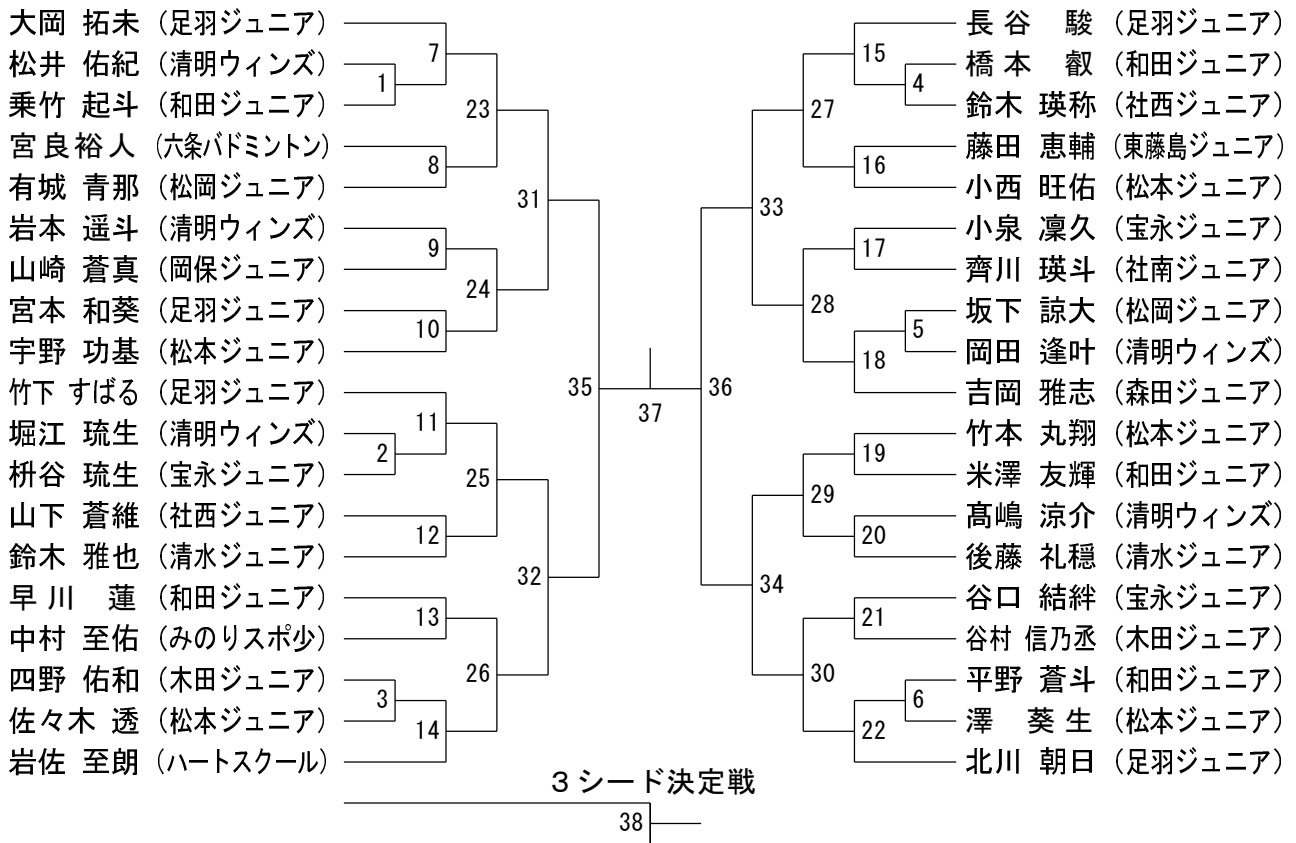 大岡 拓未 (足羽ジュニア)
松井 佑紀 (清明ウィンズ)
乗竹 起斗 (和田ジュニア)
宮良裕人 (六条バドミントン)
有城 青那 (松岡ジュニア)
岩本 遥斗 (清明ウィンズ)
山崎 蒼真 (岡保ジュニア)
宮本 和葵 (足羽ジュニア)
宇野 功基 (松本ジュニア)
竹下 すばる (足羽ジュニア)
堀江 琉生 (清明ウィンズ)
枡谷 琉生 (宝永ジュニア)
山下 蒼維 (社西ジュニア)
鈴木 雅也 (清水ジュニア)
早川 蓮 (和田ジュニア)
中村 至佑 (みのりスポ少)
四野 佑和 (木田ジュニア)
佐々木 透 (松本ジュニア)
岩佐 至朗 (ハートスクール)
1
2
3
7
8
9
10
11
12
13
14
23
24
25
26
31
32
35
37
36
33
34
27
28
29
30
15
16
17
18
19
20
21
22
4
5
6
長谷 駿 (足羽ジュニア)
橋本 叡 (和田ジュニア)
鈴木 瑛称 (社西ジュニア)
藤田 恵輔 (東藤島ジュニア)
小西 旺佑 (松本ジュニア)
小泉 凜久 (宝永ジュニア)
齊川 瑛斗 (社南ジュニア)
坂下 諒大 (松岡ジュニア)
岡田 逢叶 (清明ウィンズ)
吉岡 雅志 (森田ジュニア)
竹本 丸翔 (松本ジュニア)
米澤 友輝 (和田ジュニア)
髙嶋 涼介 (清明ウィンズ)
後藤 礼穏 (清水ジュニア)
谷口 結絆 (宝永ジュニア)
谷村 信乃丞 (木田ジュニア)
平野 蒼斗 (和田ジュニア)
澤 葵生 (松本ジュニア)
北川 朝日 (足羽ジュニア)
3シード決定戦
38